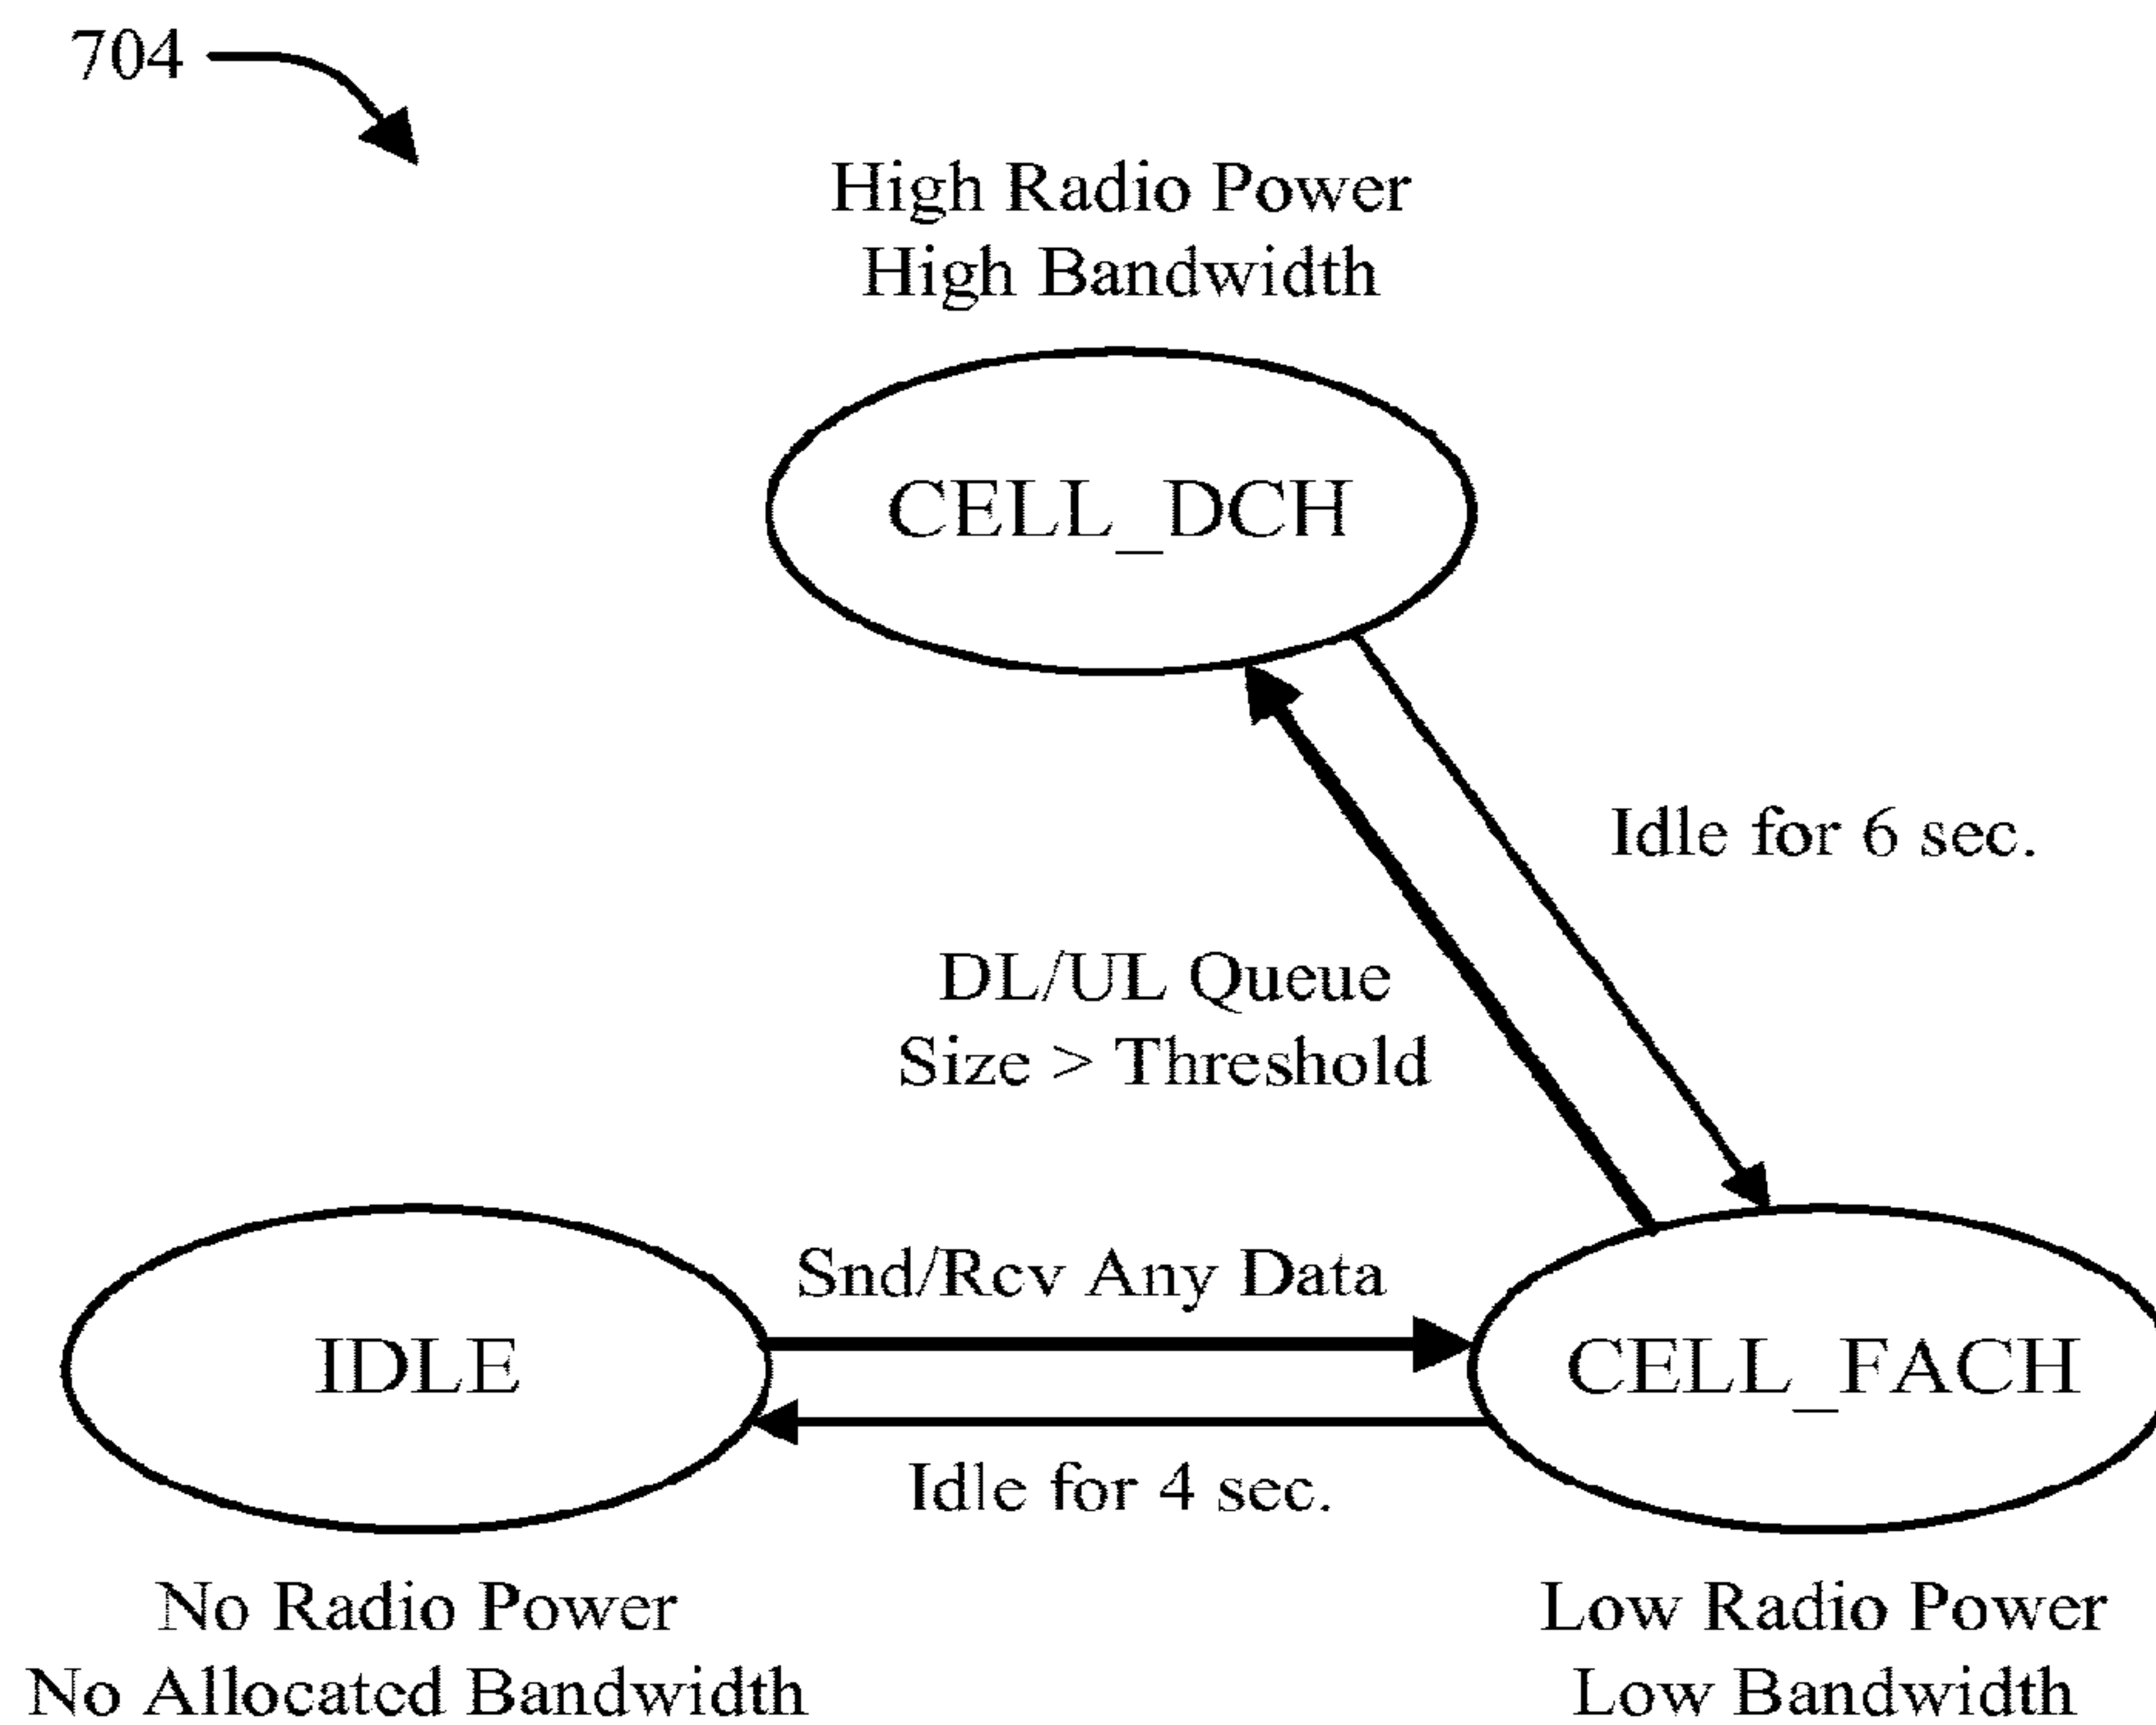 704
High Radio Power
High Bandwidth
CELL_DCH
Idle for 6 sec.
DL/UL Queue
Size > Threshold
Snd/Rcv Any Data
IDLE
CELL_FACH
Idle for 4 sec.
No Radio Power
No Allocated Bandwidth
Low Radio Power
Low Bandwidth